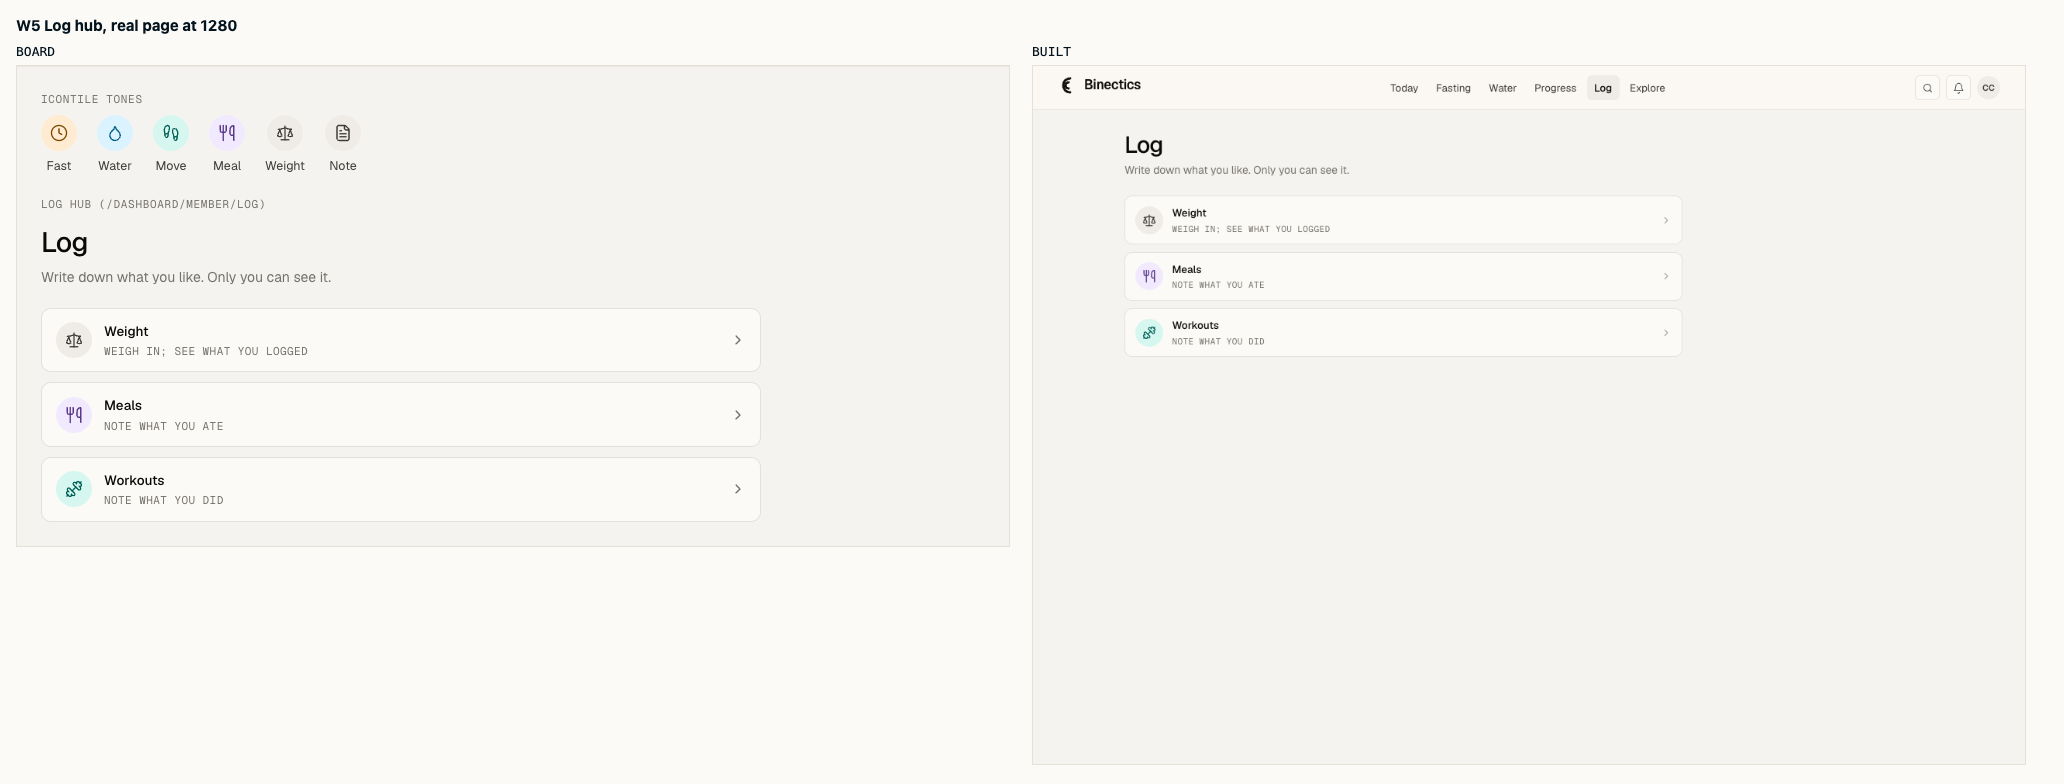 W5 Log hub, real page at 1280
BOARD
ICONTILE TONES
Fast Water Move Meal Weight Note
LOG HUB (/DASHBOARD/MEMBER/LOG)
Log
Write down what you like. Only you can see it.
Weight
WEIGH IN; SEE WHAT YOU LOGGED
Meals
NOTE WHAT YOU ATE
Workouts
NOTE WHAT YOU DID
BUILT
Binectics Today Fasting Water Progress Log Explore CC
Log
Write down what you like. Only you can see it.
Weight
WEIGH IN; SEE WHAT YOU LOGGED
Meals
NOTE WHAT YOU ATE
Workouts
NOTE WHAT YOU DID